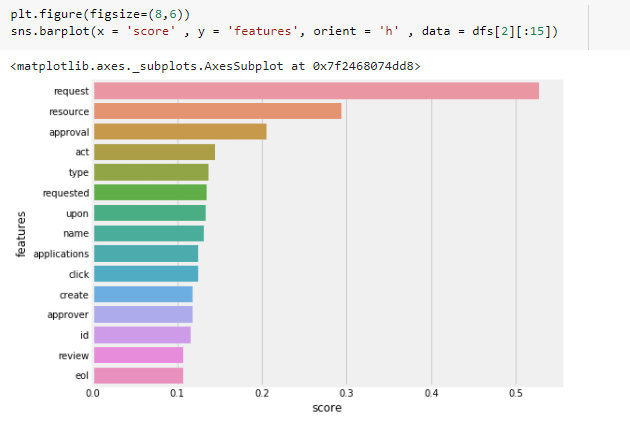 plt.figure(figsize=(8,6))
sns.barplot(x = 'score' , y = 'features', orient = 'h' , data = dfs[2][:15])
<matplotlib.axes._subplots.AxesSubplot at 0x7f2468074dd8>
request
resource
approval
act
type
requested
upon
name
applications
click
create
approver
id
review
eol
features
0.0 0.1 0.2 0.3 0.4 0.5
score